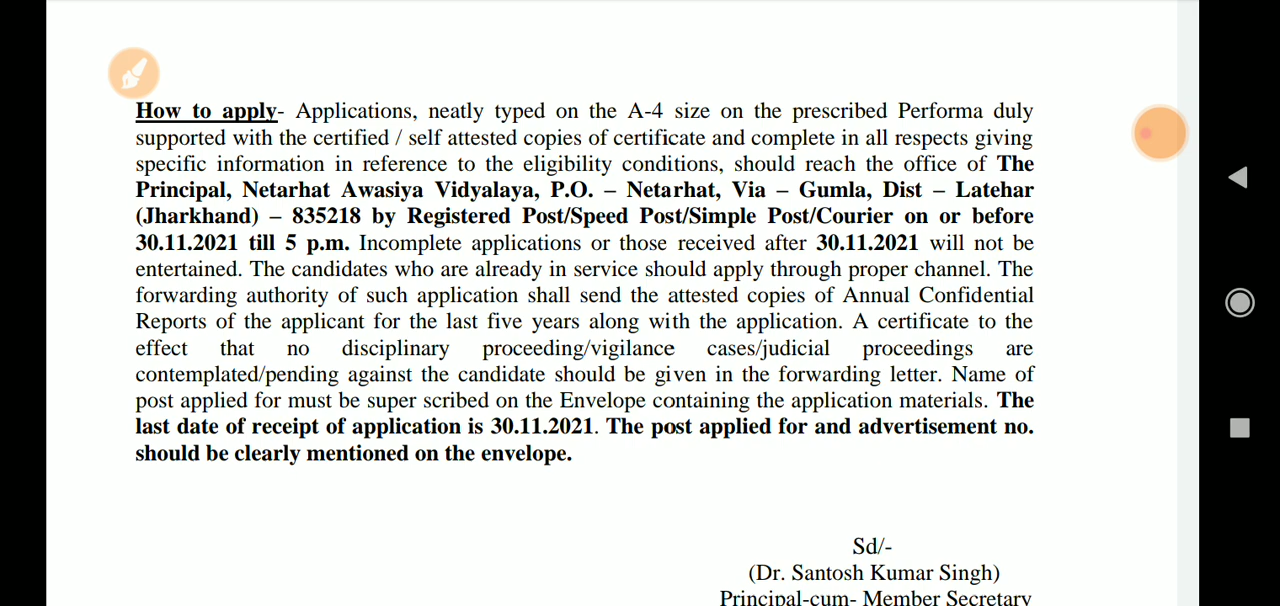 How to apply- Applications, neatly typed on the A-4 size on the prescribed Performa duly
supported with the certified / self attested copies of certificate and complete in all respects giving
specific information in reference to the eligibility conditions, should reach the office of The
Principal, Netarhat Awasiya Vidyalaya, P.O. – Netarhat, Via – Gumla, Dist – Latehar
(Jharkhand) – 835218 by Registered Post/Speed Post/Simple Post/Courier on or before
30.11.2021 till 5 p.m. Incomplete applications or those received after 30.11.2021 will not be
entertained. The candidates who are already in service should apply through proper channel. The
forwarding authority of such application shall send the attested copies of Annual Confidential
Reports of the applicant for the last five years along with the application. A certificate to the
effect that no disciplinary proceeding/vigilance cases/judicial proceedings are
contemplated/pending against the candidate should be given in the forwarding letter. Name of
post applied for must be super scribed on the Envelope containing the application materials. The
last date of receipt of application is 30.11.2021. The post applied for and advertisement no.
should be clearly mentioned on the envelope.
Sd/-
(Dr. Santosh Kumar Singh)
Principal-cum- Member Secretary